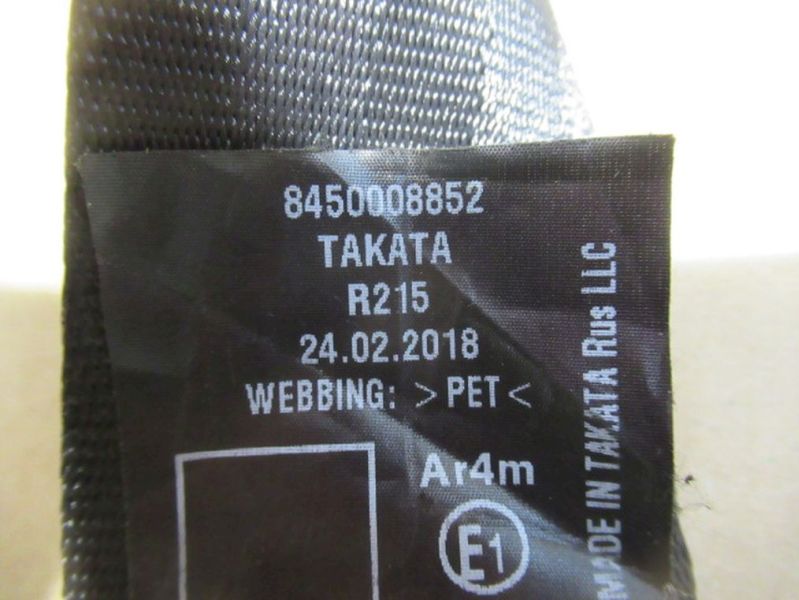 8450008852
TAKATA
R215
24.02.2018
WEBBING: >PET<
Ar4m
E1
MADE IN TAKATA Rus LLC